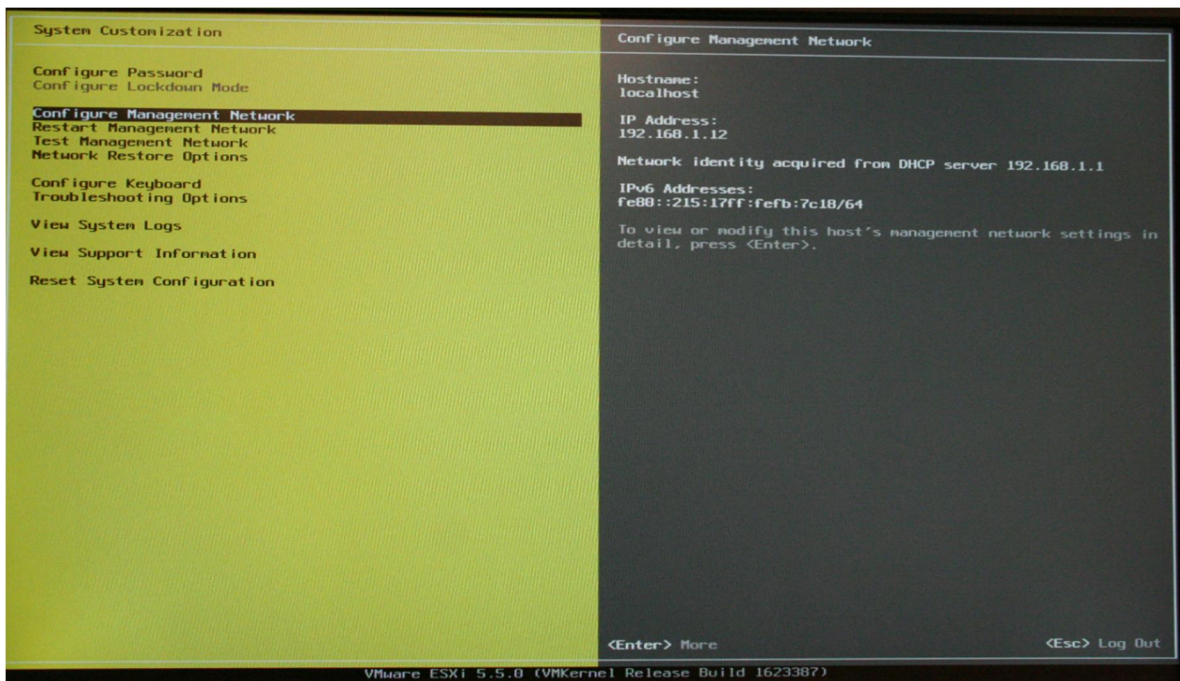 System Customization
Configure Password
Configure Lockdown Mode
Configure Management Network
Restart Management Network
Test Management Network
Network Restore Options
Configure Keyboard
Troubleshooting Options
View System Logs
View Support Information
Reset System Configuration
Configure Management Network
Hostname:
localhost
IP Address:
192.168.1.12
Network identity acquired from DHCP server 192.168.1.1
IPv6 Addresses:
fe80::215:17ff:fefb:7c18/64
To view or modify this host's management network settings in
detail, press <Enter>.
<Enter> More
<Esc> Log Out
VMware ESXi 5.5.0 (VMKernel Release Build 1623387)